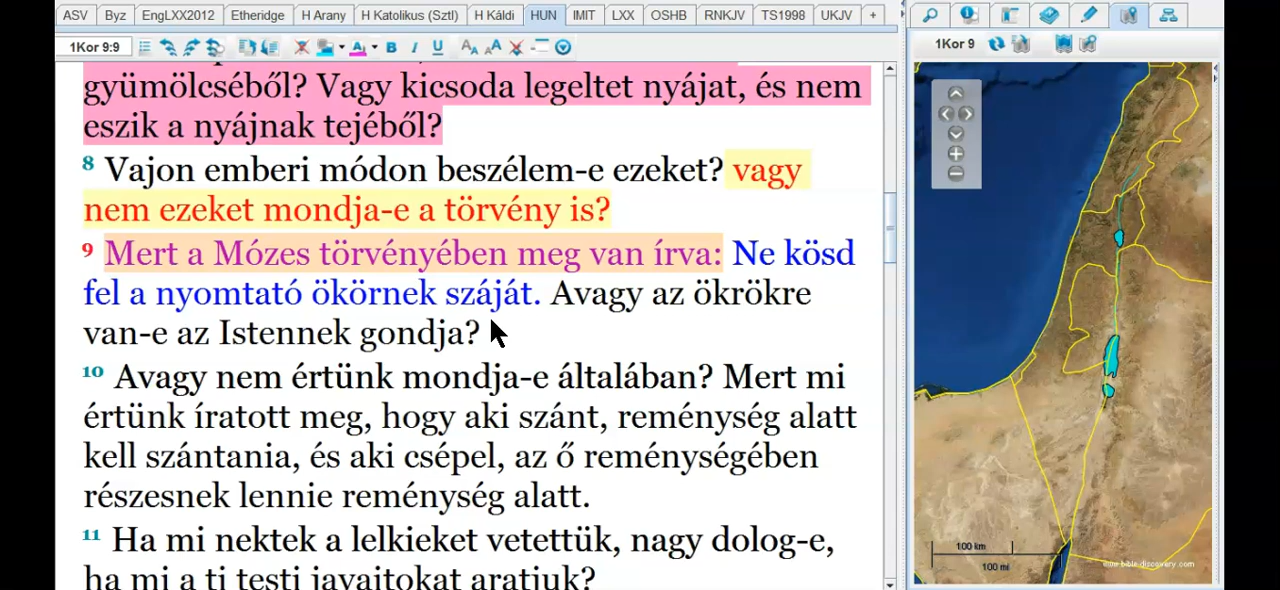 ASV Byz EngLXX2012 Etheridge H Arany H Katolikus (Sztl) H Káldi HUN IMIT LXX OSHB RNKJV TS1998 UKJV +
1Kor 9:9
gyümölcséből? Vagy kicsoda legeltet nyájat, és nem
eszik a nyájnak tejéből?
8 Vajon emberi módon beszélem-e ezeket? vagy
nem ezeket mondja-e a törvény is?
9 Mert a Mózes törvényében meg van írva: Ne kösd
fel a nyomtató ökörnek száját. Avagy az ökrökre
van-e az Istennek gondja?
10 Avagy nem értünk mondja-e általában? Mert mi
értünk íratott meg, hogy aki szánt, reménység alatt
kell szántania, és aki csépel, az ő reménységében
részesnek lennie reménység alatt.
11 Ha mi nektek a lelkieket vetettük, nagy dolog-e,
ha mi a ti testi javaitokat aratjuk?
1Kor 9
100 km
100 mi
www.bible-discovery.com